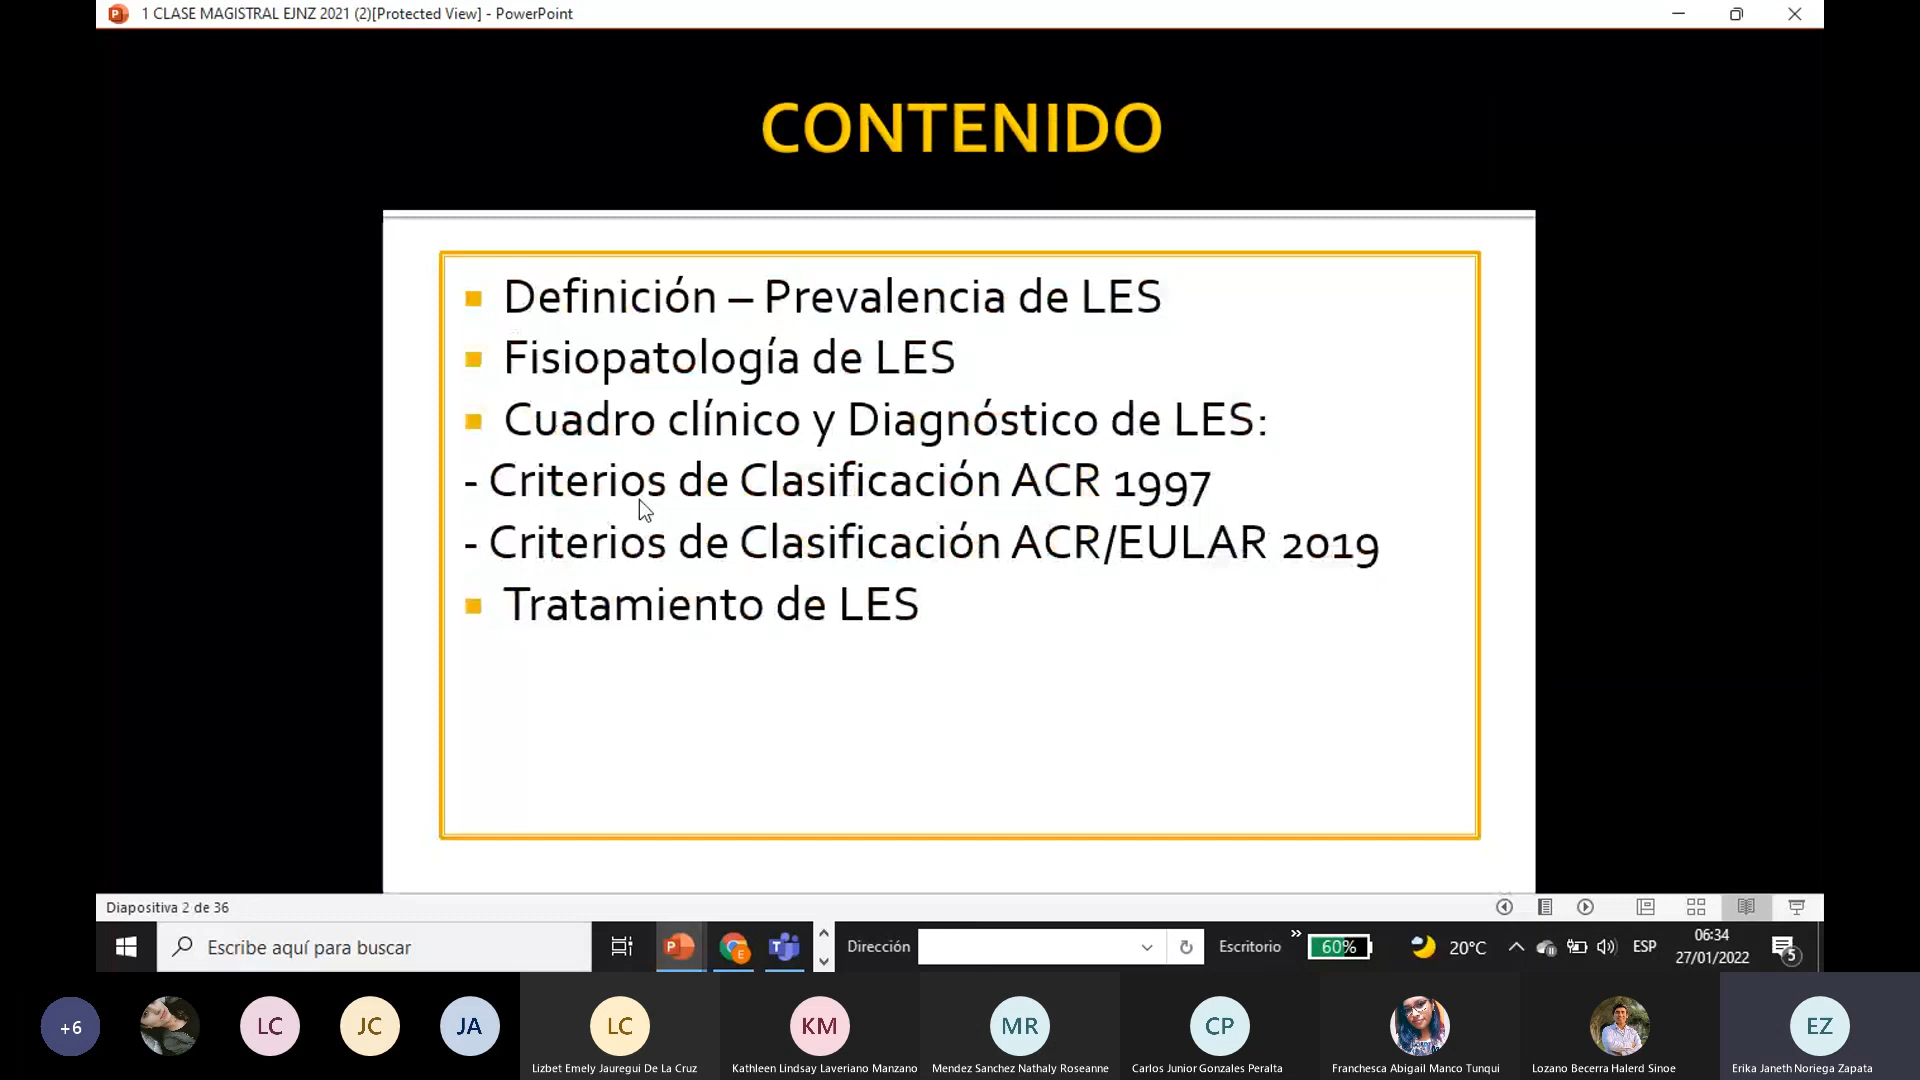 1 CLASE MAGISTRAL EJNZ 2021 (2)[Protected View] - PowerPoint
CONTENIDO
Definición – Prevalencia de LES
Fisiopatología de LES
Cuadro clínico y Diagnóstico de LES:
- Criterios de Clasificación ACR 1997
- Criterios de Clasificación ACR/EULAR 2019
Tratamiento de LES
Diapositiva 2 de 36
Escribe aquí para buscar
Dirección
Escritorio
»
60%
20°C
ESP
06:34
27/01/2022
5
+6
LC
JC
JA
LC
KM
MR
CP
EZ
Lizbet Emely Jauregui De La Cruz
Kathleen Lindsay Laveriano Manzano
Mendez Sanchez Nathaly Roseanne
Carlos Junior Gonzales Peralta
Franchesca Abigail Manco Tunqui
Lozano Becerra Halerd Sinoe
Erika Janeth Noriega Zapata